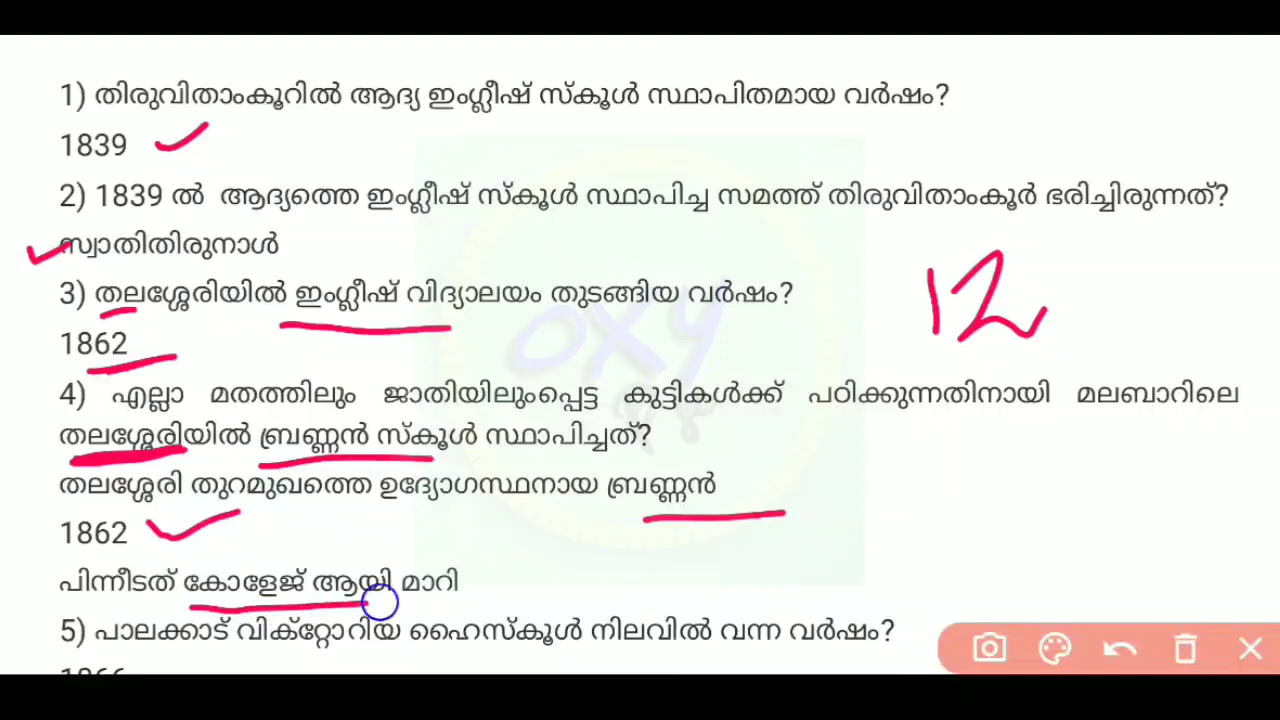 1) തിരുവിതാംകൂറിൽ ആദ്യ ഇംഗ്ലീഷ് സ്കൂൾ സ്ഥാപിതമായ വർഷം?
1839
2) 1839 ൽ ആദ്യത്തെ ഇംഗ്ലീഷ് സ്കൂൾ സ്ഥാപിച്ച സമത്ത് തിരുവിതാംകൂർ ഭരിച്ചിരുന്നത്?
സ്വാതിതിരുനാൾ
3) തലശ്ശേരിയിൽ ഇംഗ്ലീഷ് വിദ്യാലയം തുടങ്ങിയ വർഷം?
12
1862
4) എല്ലാ മതത്തിലും ജാതിയിലുംപ്പെട്ട കുട്ടികൾക്ക് പഠിക്കുന്നതിനായി മലബാറിലെ
തലശ്ശേരിയിൽ ബ്രണ്ണൻ സ്കൂൾ സ്ഥാപിച്ചത്?
തലശ്ശേരി തുറമുഖത്തെ ഉദ്യോഗസ്ഥനായ ബ്രണ്ണൻ
1862
പിന്നീടത് കോളേജ് ആയി മാറി
5) പാലക്കാട് വിക്റ്റോറിയ ഹൈസ്കൂൾ നിലവിൽ വന്ന വർഷം?